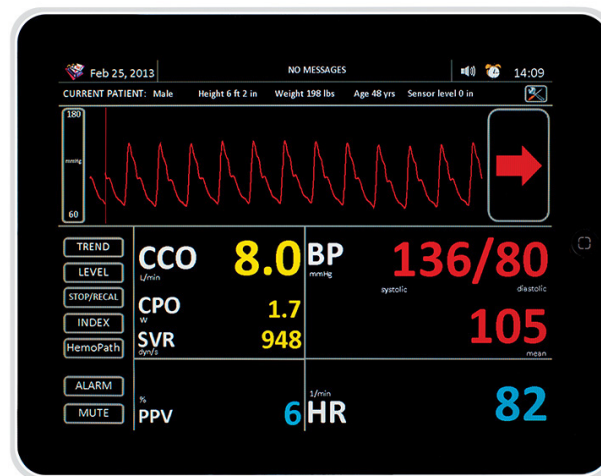 Feb 25, 2013 NO MESSAGES 14:09
CURRENT PATIENT: Male Height 6 ft 2 in Weight 198 lbs Age 48 yrs Sensor level 0 in
180
mmHg
60
TREND
LEVEL
STOP/RECAL
INDEX
HemoPath
ALARM
MUTE
CCO 8.0
L/min
CPO 1.7
W
SVR 948
dyn/s
BP 136/80
mmHg
systolic diastolic
105
mean
%
PPV 6
1/min
HR 82